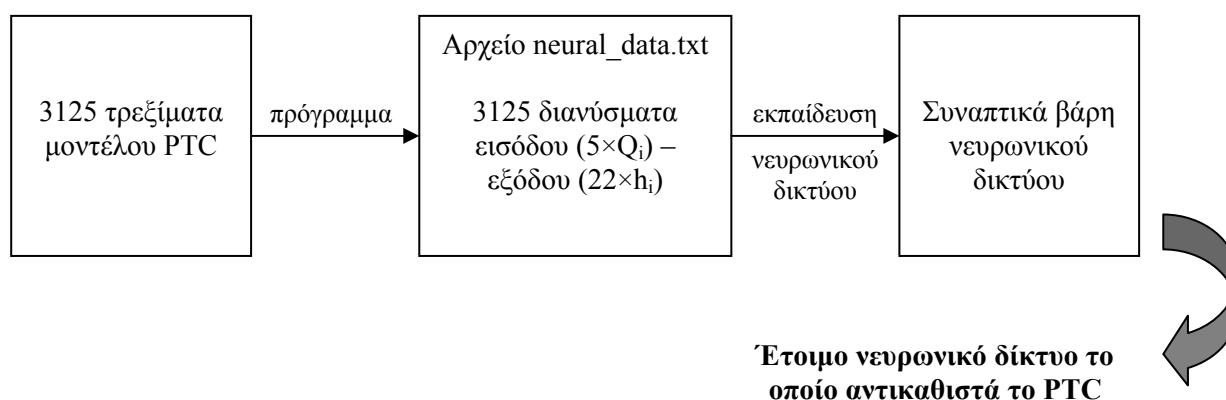 3125 τρεξίματα
μοντέλου PTC
πρόγραμμα
Αρχείο neural_data.txt
3125 διανύσματα
εισόδου (5×Qi) –
εξόδου (22×hi)
εκπαίδευση
νευρωνικού
δικτύου
Συναπτικά βάρη
νευρωνικού
δικτύου
Έτοιμο νευρωνικό δίκτυο το
οποίο αντικαθιστά το PTC